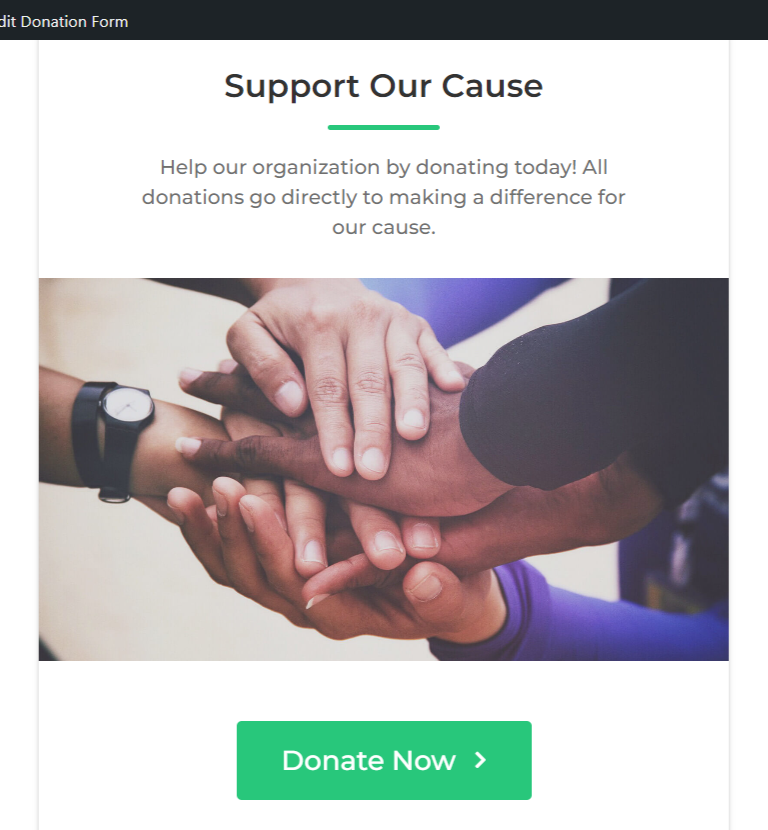 dit Donation Form
Support Our Cause
Help our organization by donating today! All
donations go directly to making a difference for
our cause.
Donate Now